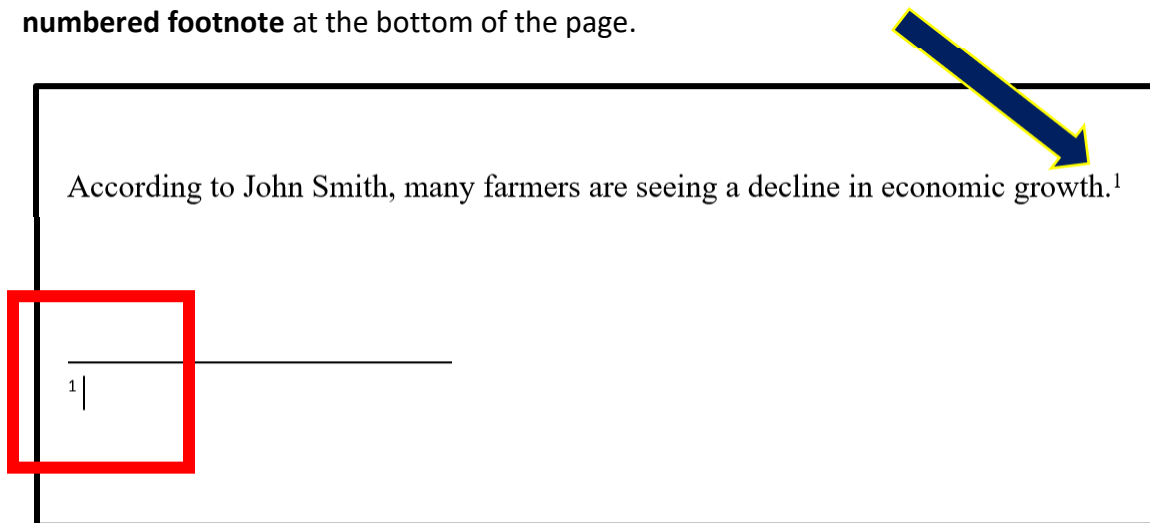 numbered footnote at the bottom of the page.
According to John Smith, many farmers are seeing a decline in economic growth.¹
¹